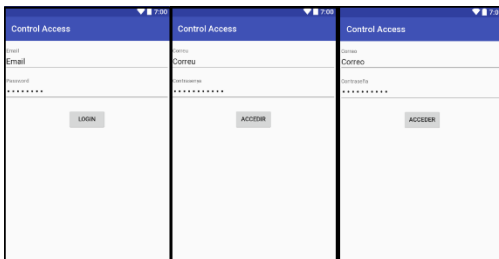 7:00
Control Access
Email
Email
Password
LOGIN
7:00
Control Access
Correu
Correu
Contrasenya
ACCEDIR
7:0
Control Access
Correo
Correo
Contraseña
ACCEDER